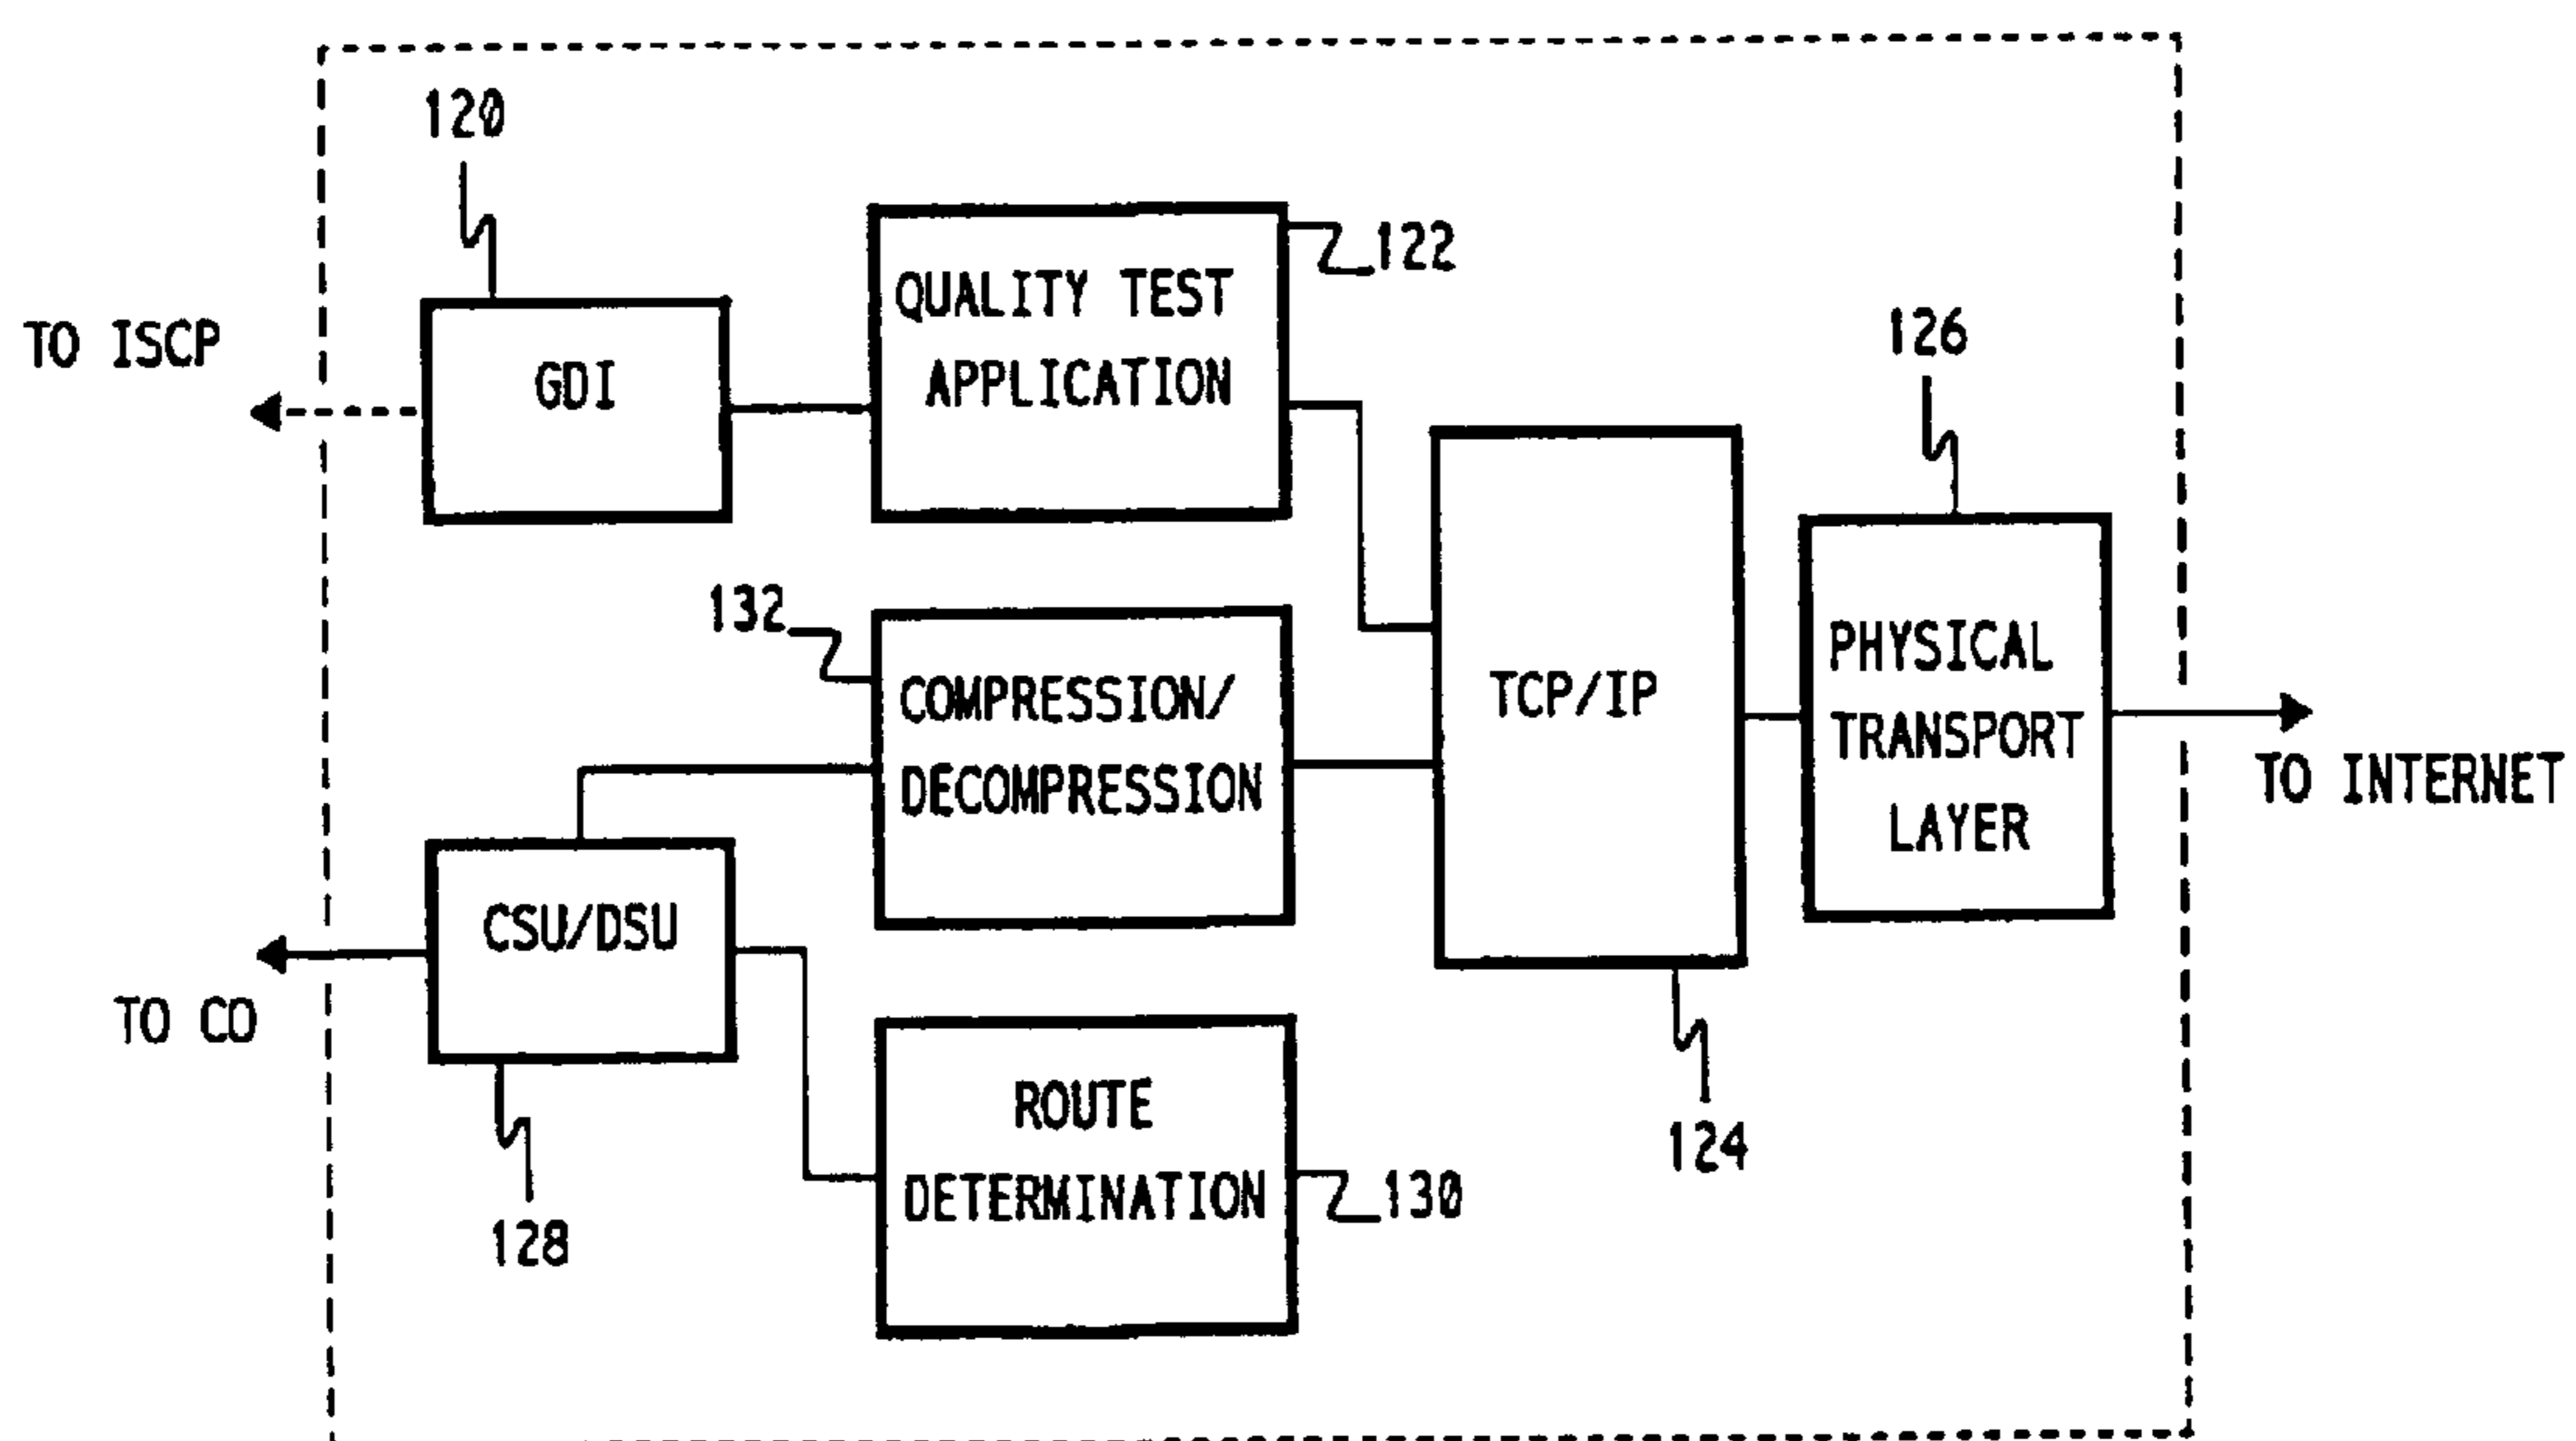 120
QUALITY TEST
APPLICATION
122
TO ISCP
GDI
126
132
COMPRESSION/
DECOMPRESSION
TCP/IP
PHYSICAL
TRANSPORT
LAYER
TO INTERNET
CSU/DSU
TO CO
ROUTE
DETERMINATION
124
128
130